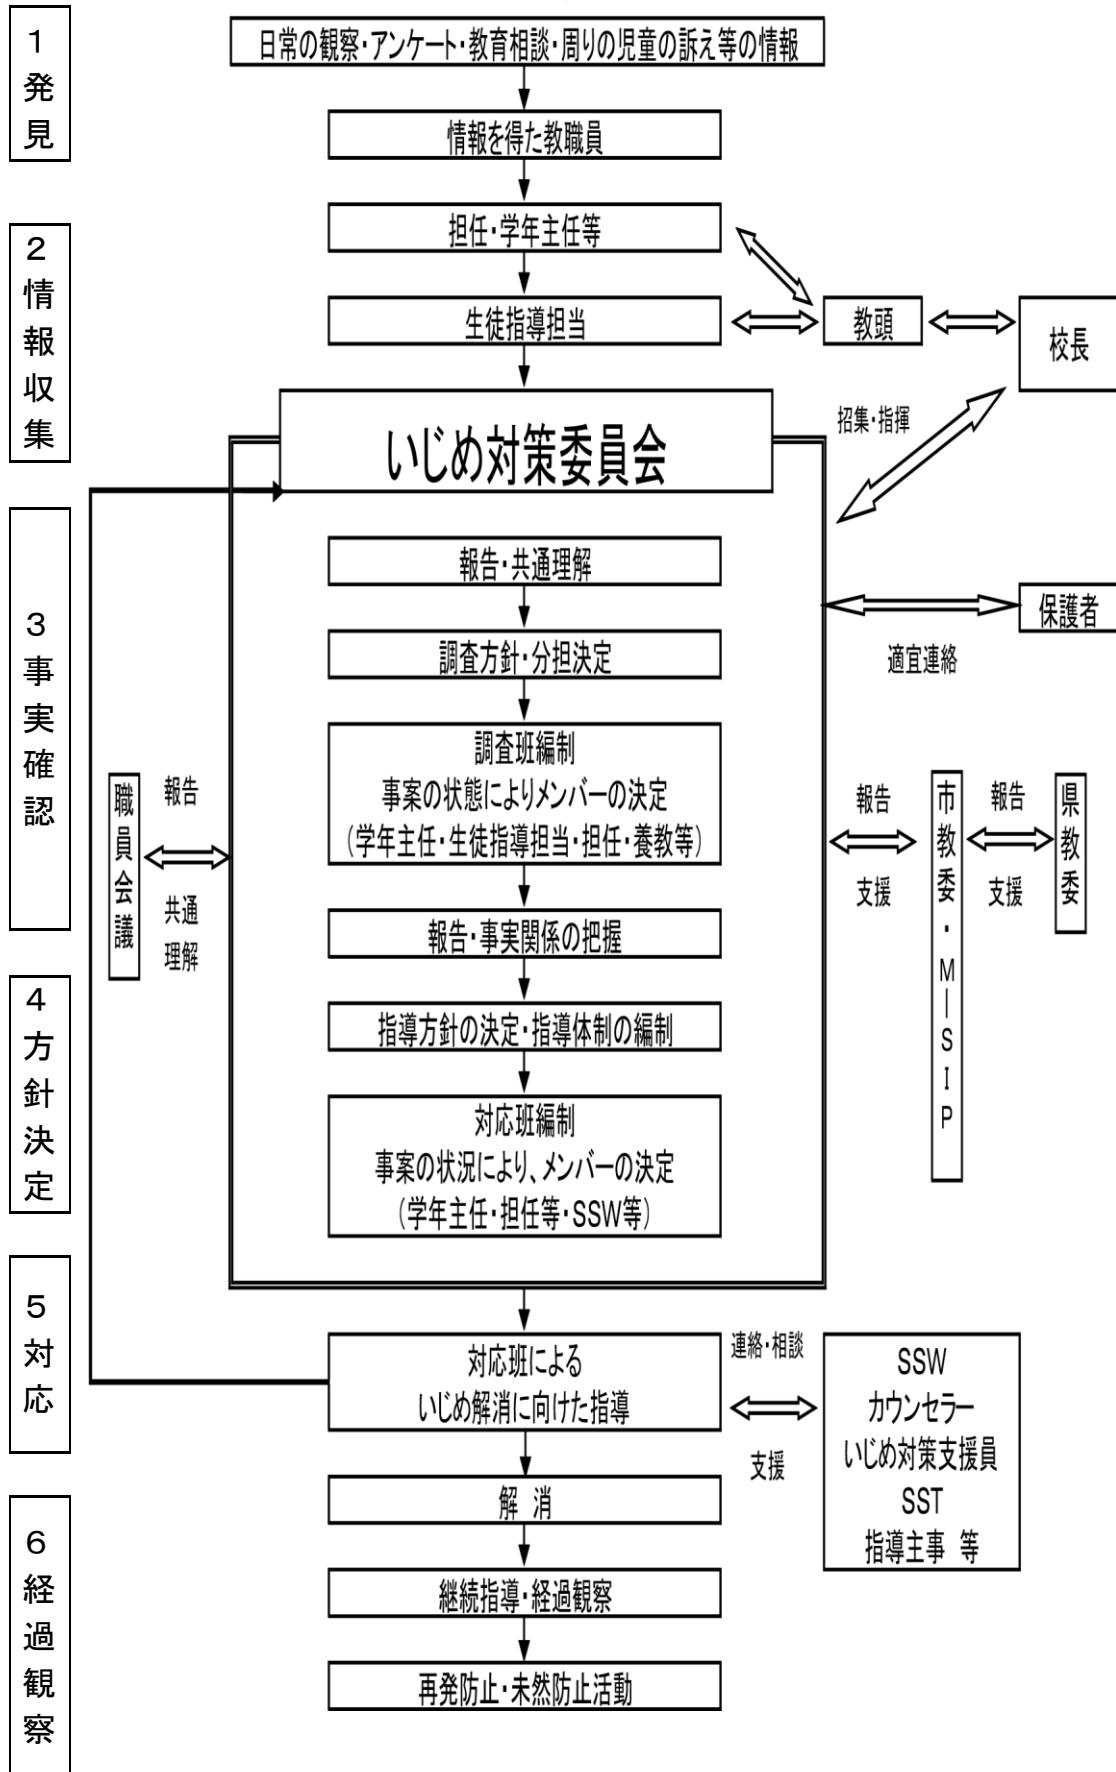 1 発見
日常の観察・アンケート・教育相談・周りの児童の訴え等の情報
情報を得た教職員
2 情報収集
担任・学年主任等
生徒指導担当
教頭
校長
招集・指揮
いじめ対策委員会
3 事実確認
報告・共通理解
保護者
適宜連絡
調査方針・分担決定
調査班編制
事案の状態によりメンバーの決定
（学年主任・生徒指導担当・担任・養教等）
職員会議
報告
共通
理解
報告
支援
市教委・M－SIP
報告
支援
県教委
報告・事実関係の把握
4 方針決定
指導方針の決定・指導体制の編制
対応班編制
事案の状況により、メンバーの決定
（学年主任・担任等・SSW等）
5 対応
対応班による
いじめ解消に向けた指導
連絡・相談
支援
SSW
カウンセラー
いじめ対策支援員
SST
指導主事 等
6 経過観察
解 消
継続指導・経過観察
再発防止・未然防止活動